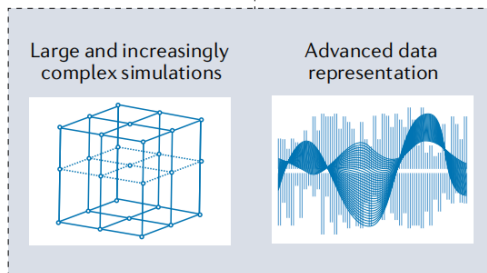 Large and increasingly
complex simulations
Advanced data
representation